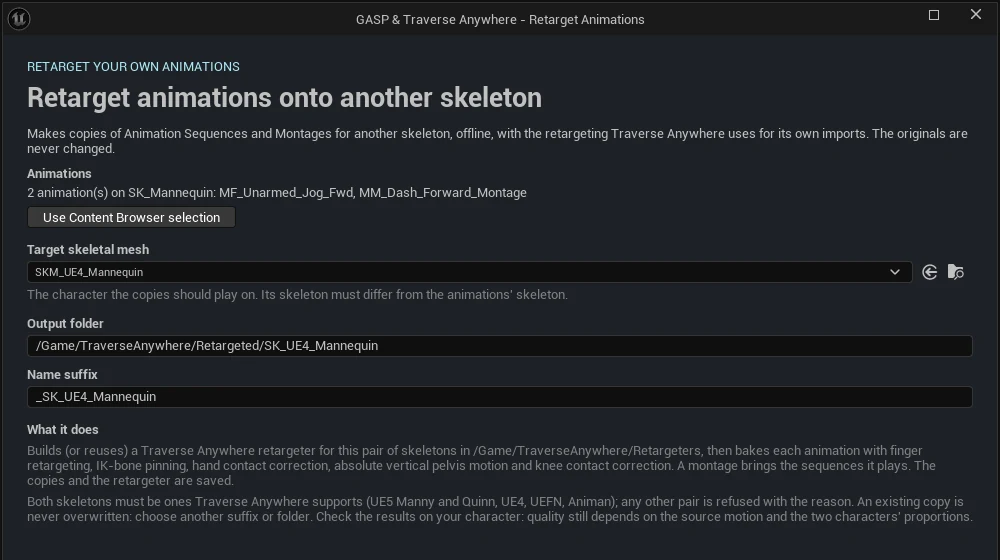 GASP & Traverse Anywhere - Retarget Animations
RETARGET YOUR OWN ANIMATIONS
Retarget animations onto another skeleton
Makes copies of Animation Sequences and Montages for another skeleton, offline, with the retargeting Traverse Anywhere uses for its own imports. The originals are
never changed.
Animations
2 animation(s) on SK_Mannequin: MF_Unarmed_Jog_Fwd, MM_Dash_Forward_Montage
Use Content Browser selection
Target skeletal mesh
SKM_UE4_Mannequin
The character the copies should play on. Its skeleton must differ from the animations' skeleton.
Output folder
/Game/TraverseAnywhere/Retargeted/SK_UE4_Mannequin
Name suffix
_SK_UE4_Mannequin
What it does
Builds (or reuses) a Traverse Anywhere retargeter for this pair of skeletons in /Game/TraverseAnywhere/Retargeters, then bakes each animation with finger
retargeting, IK-bone pinning, hand contact correction, absolute vertical pelvis motion and knee contact correction. A montage brings the sequences it plays. The
copies and the retargeter are saved.
Both skeletons must be ones Traverse Anywhere supports (UE5 Manny and Quinn, UE4, UEFN, Animan); any other pair is refused with the reason. An existing copy is
never overwritten: choose another suffix or folder. Check the results on your character: quality still depends on the source motion and the two characters' proportions.